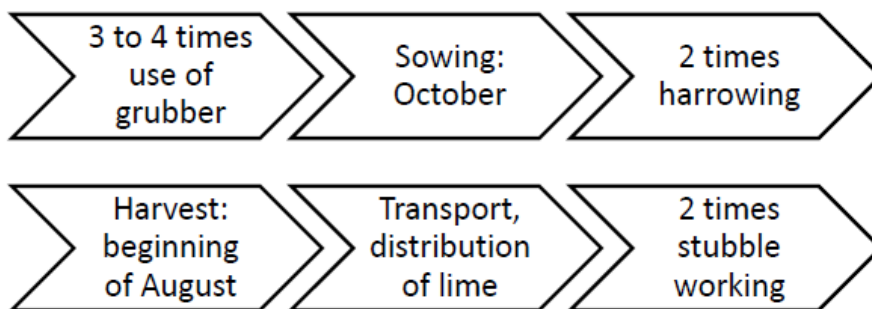 3 to 4 times
use of
grubber
Sowing:
October
2 times
harrowing
Harvest:
beginning
of August
Transport,
distribution
of lime
2 times
stubble
working